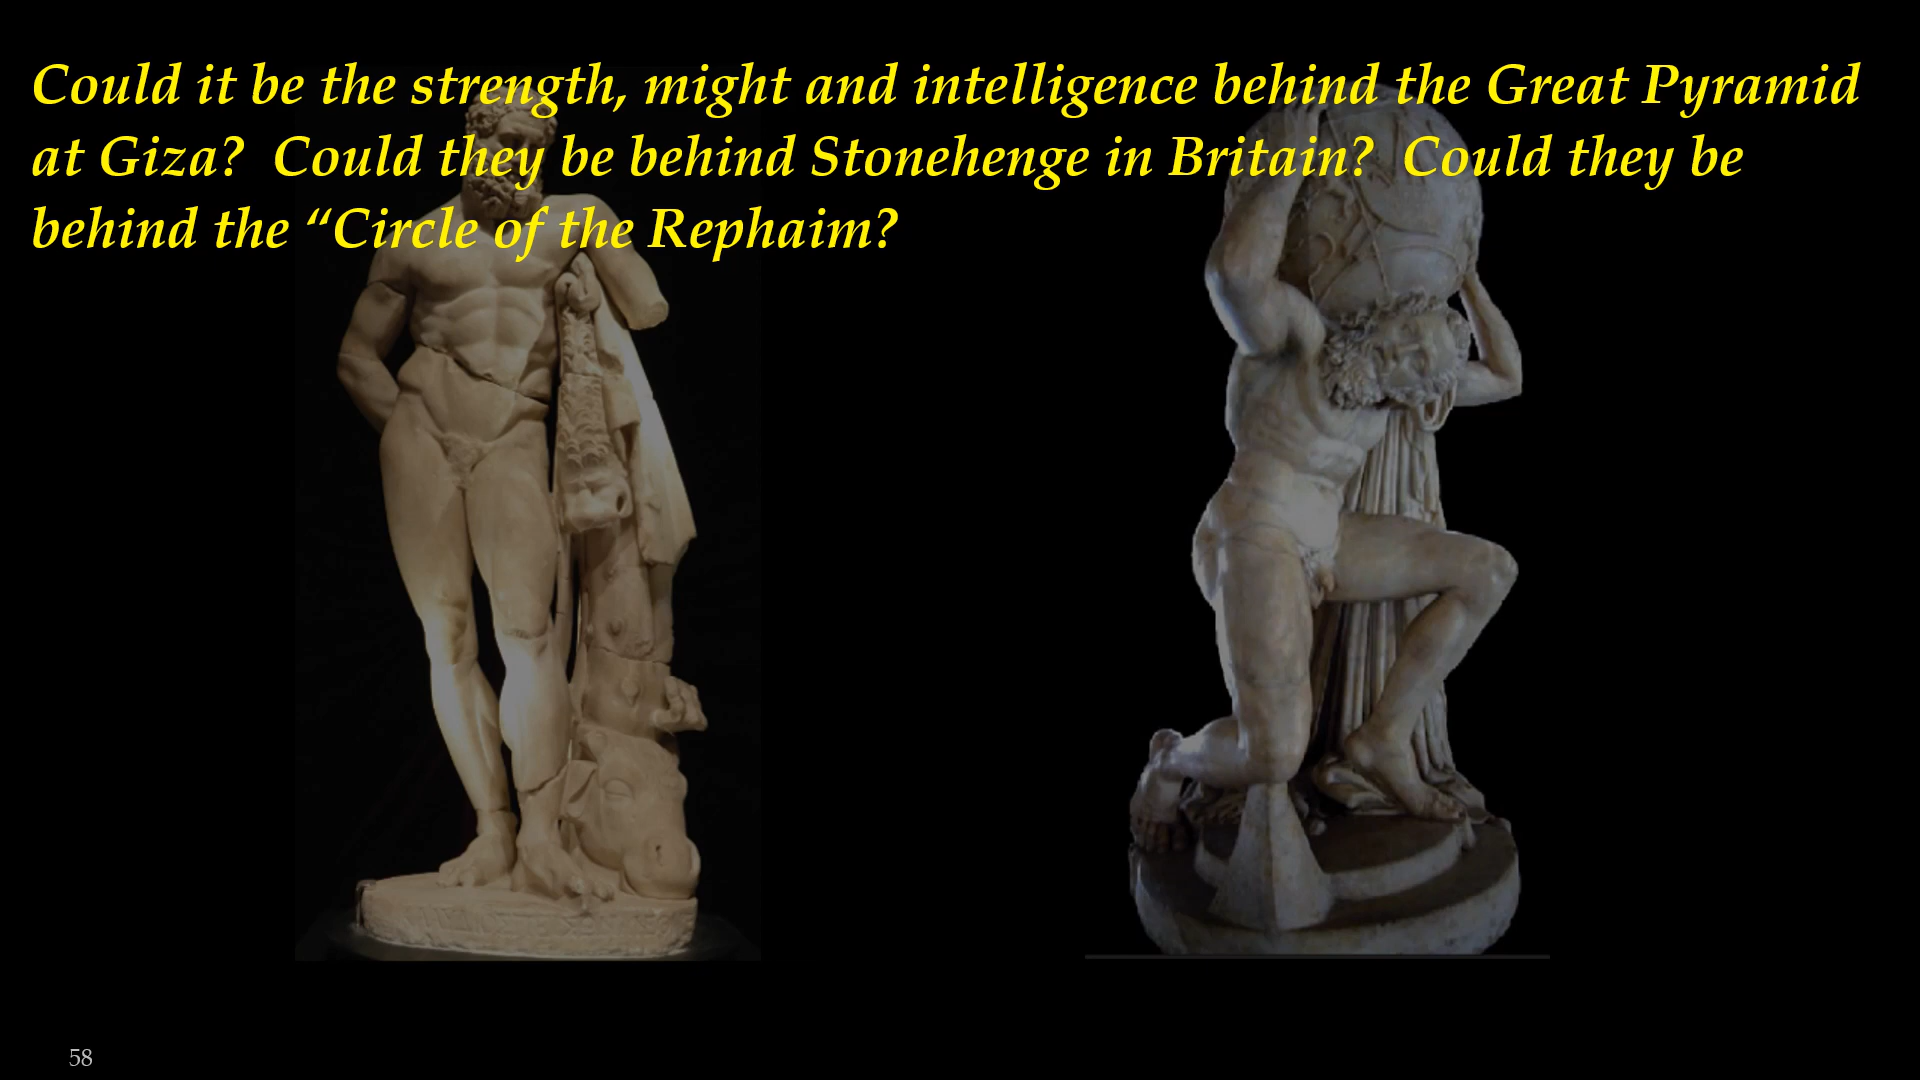 Could it be the strength, might and intelligence behind the Great Pyramid
at Giza?  Could they be behind Stonehenge in Britain?  Could they be
behind the “Circle of the Rephaim?
58